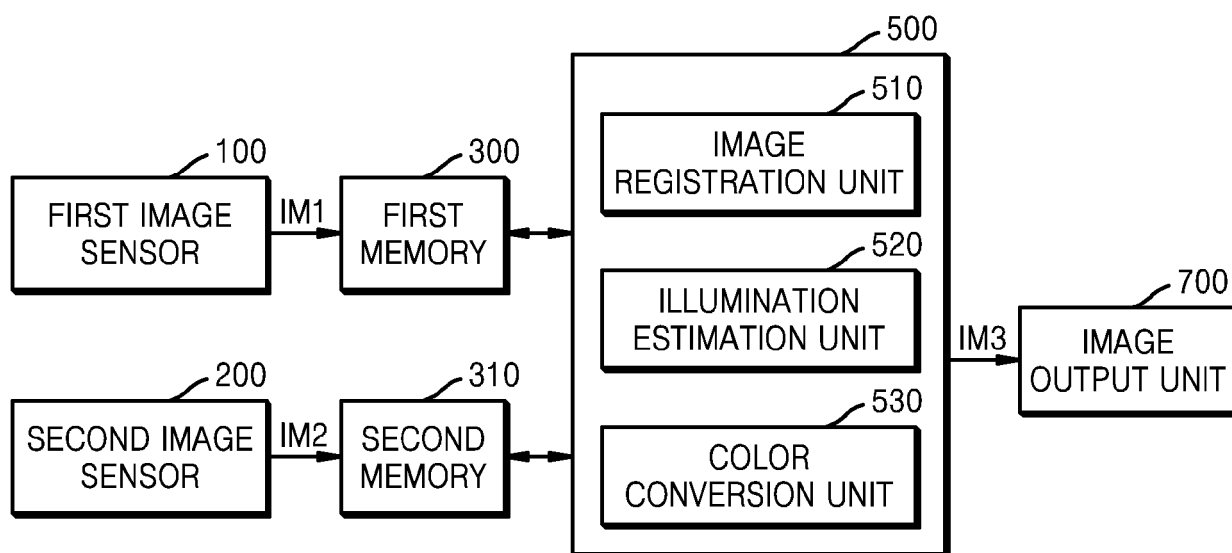 500
510
IMAGE
REGISTRATION UNIT
100
FIRST IMAGE
SENSOR
IM1
300
FIRST
MEMORY
520
ILLUMINATION
ESTIMATION UNIT
200
SECOND IMAGE
SENSOR
IM2
310
SECOND
MEMORY
530
COLOR
CONVERSION UNIT
IM3
700
IMAGE
OUTPUT UNIT